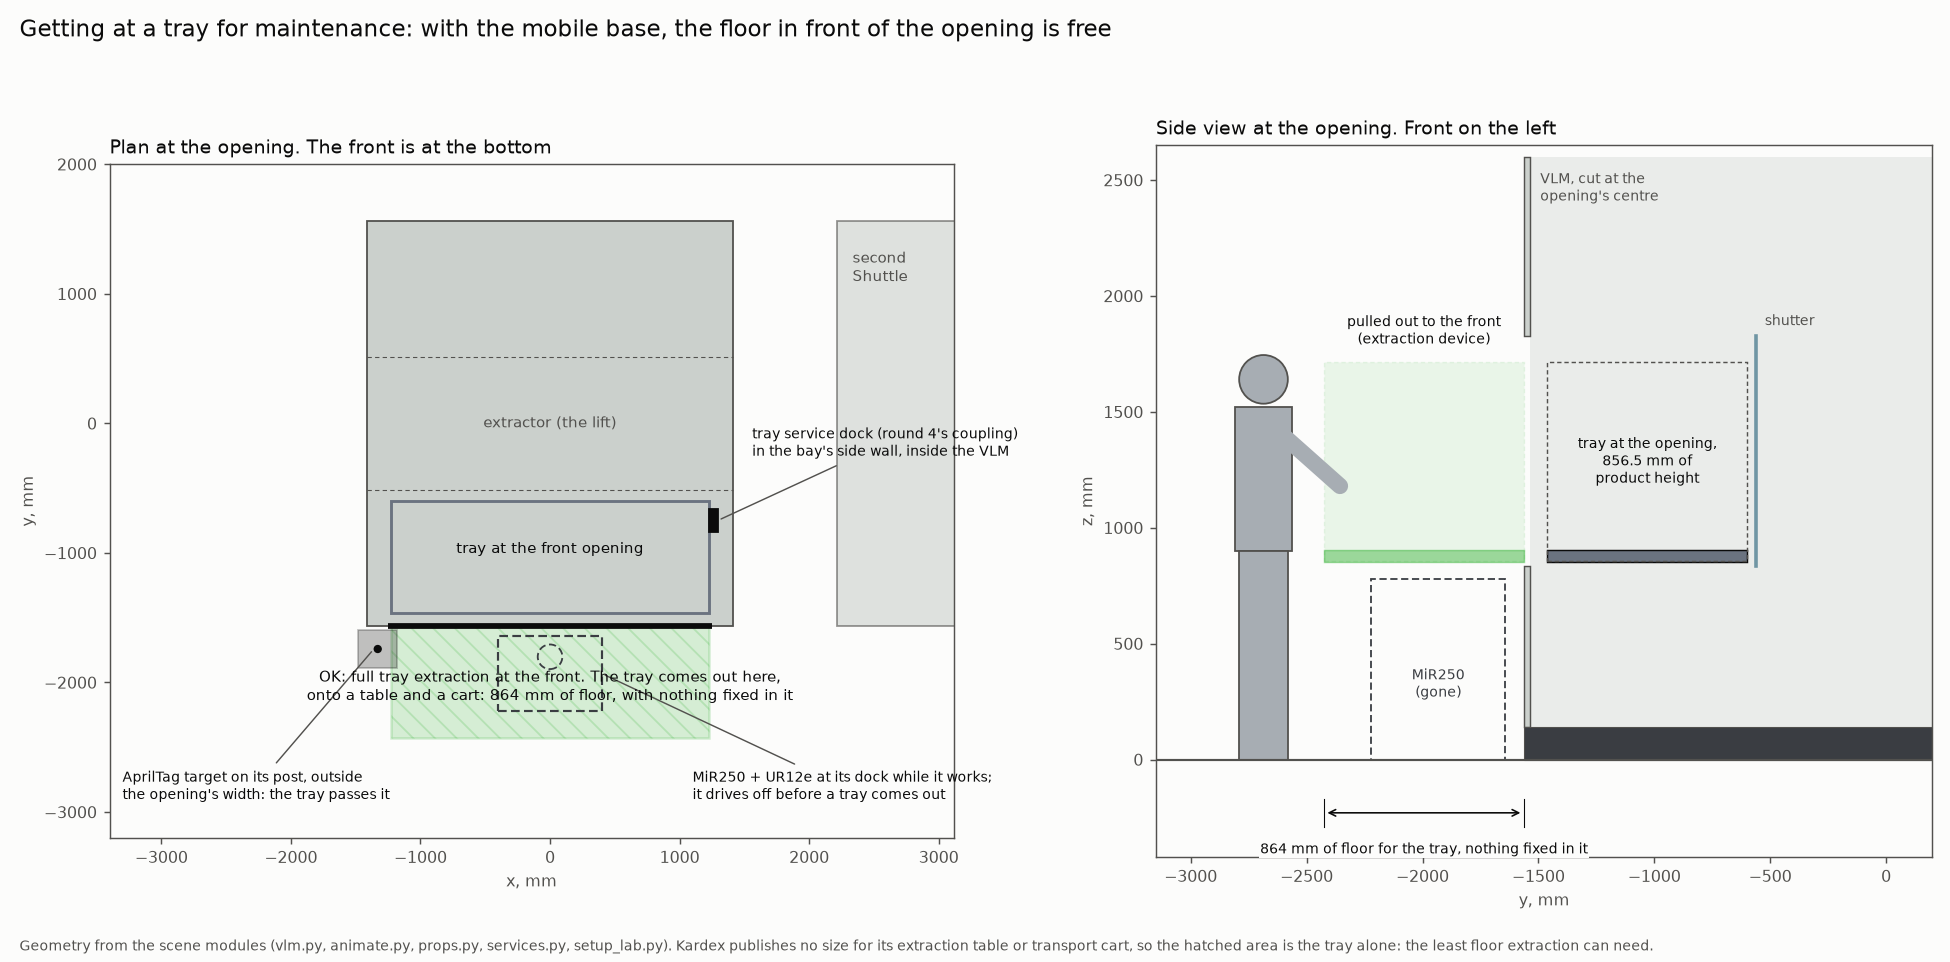 Getting at a tray for maintenance: with the mobile base, the floor in front of the opening is free
Plan at the opening. The front is at the bottom
2000
1000
0
−1000
−2000
−3000
y, mm
second
Shuttle
extractor (the lift)
tray service dock (round 4's coupling)
in the bay's side wall, inside the VLM
tray at the front opening
OK: full tray extraction at the front. The tray comes out here,
onto a table and a cart: 864 mm of floor, with nothing fixed in it
AprilTag target on its post, outside
the opening's width: the tray passes it
MiR250 + UR12e at its dock while it works;
it drives off before a tray comes out
−3000
−2000
−1000
0
1000
2000
3000
x, mm
Side view at the opening. Front on the left
2500
2000
1500
1000
500
0
z, mm
VLM, cut at the
opening's centre
shutter
pulled out to the front
(extraction device)
tray at the opening,
856.5 mm of
product height
MiR250
(gone)
864 mm of floor for the tray, nothing fixed in it
−3000
−2500
−2000
−1500
−1000
−500
0
y, mm
Geometry from the scene modules (vlm.py, animate.py, props.py, services.py, setup_lab.py). Kardex publishes no size for its extraction table or transport cart, so the hatched area is the tray alone: the least floor extraction can need.